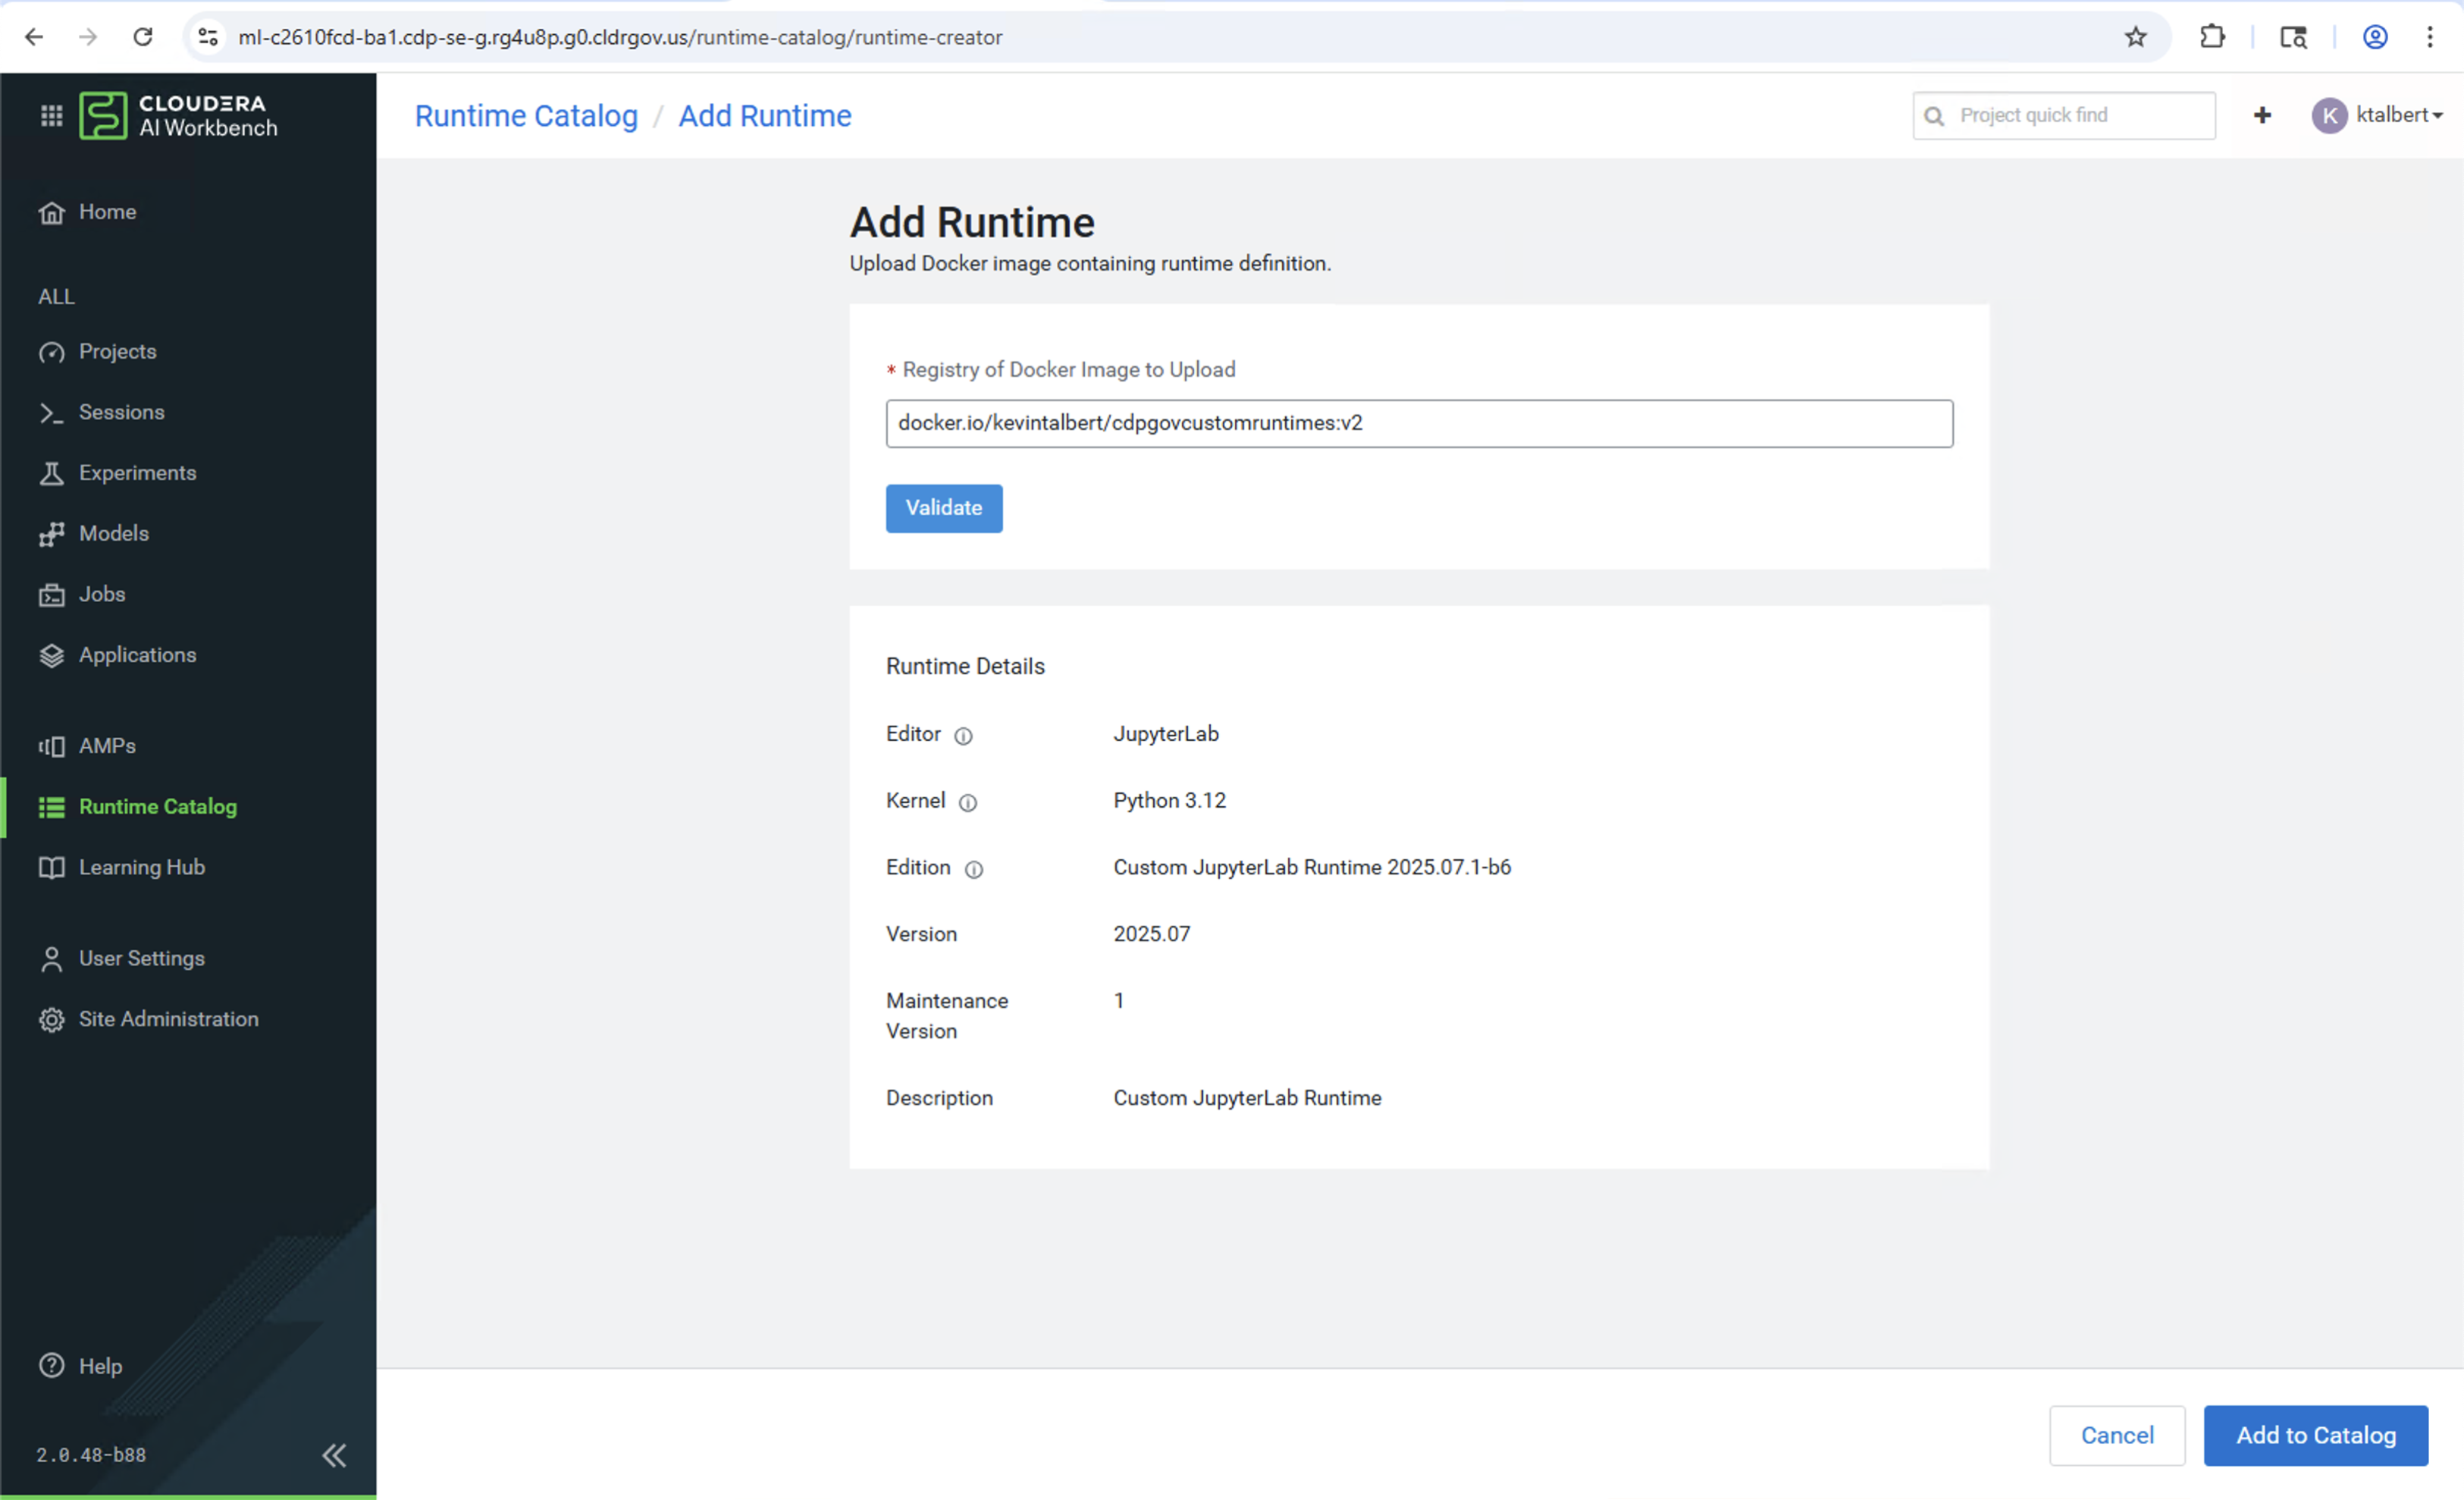 ml-c2610fcd-ba1.cdp-se-g.rg4u8p.g0.cldrgov.us/runtime-catalog/runtime-creator
CLOUDERA
AI Workbench
Runtime Catalog / Add Runtime
Project quick find
K
ktalbert
Home
ALL
Projects
Sessions
Experiments
Models
Jobs
Applications
AMPs
Runtime Catalog
Learning Hub
User Settings
Site Administration
Help
2.0.48-b88
Add Runtime
Upload Docker image containing runtime definition.
* Registry of Docker Image to Upload
docker.io/kevintalbert/cdpgovcustomruntimes:v2
Validate
Runtime Details
Editor JupyterLab
Kernel Python 3.12
Edition Custom JupyterLab Runtime 2025.07.1-b6
Version 2025.07
Maintenance 1
Version
Description Custom JupyterLab Runtime
Cancel
Add to Catalog